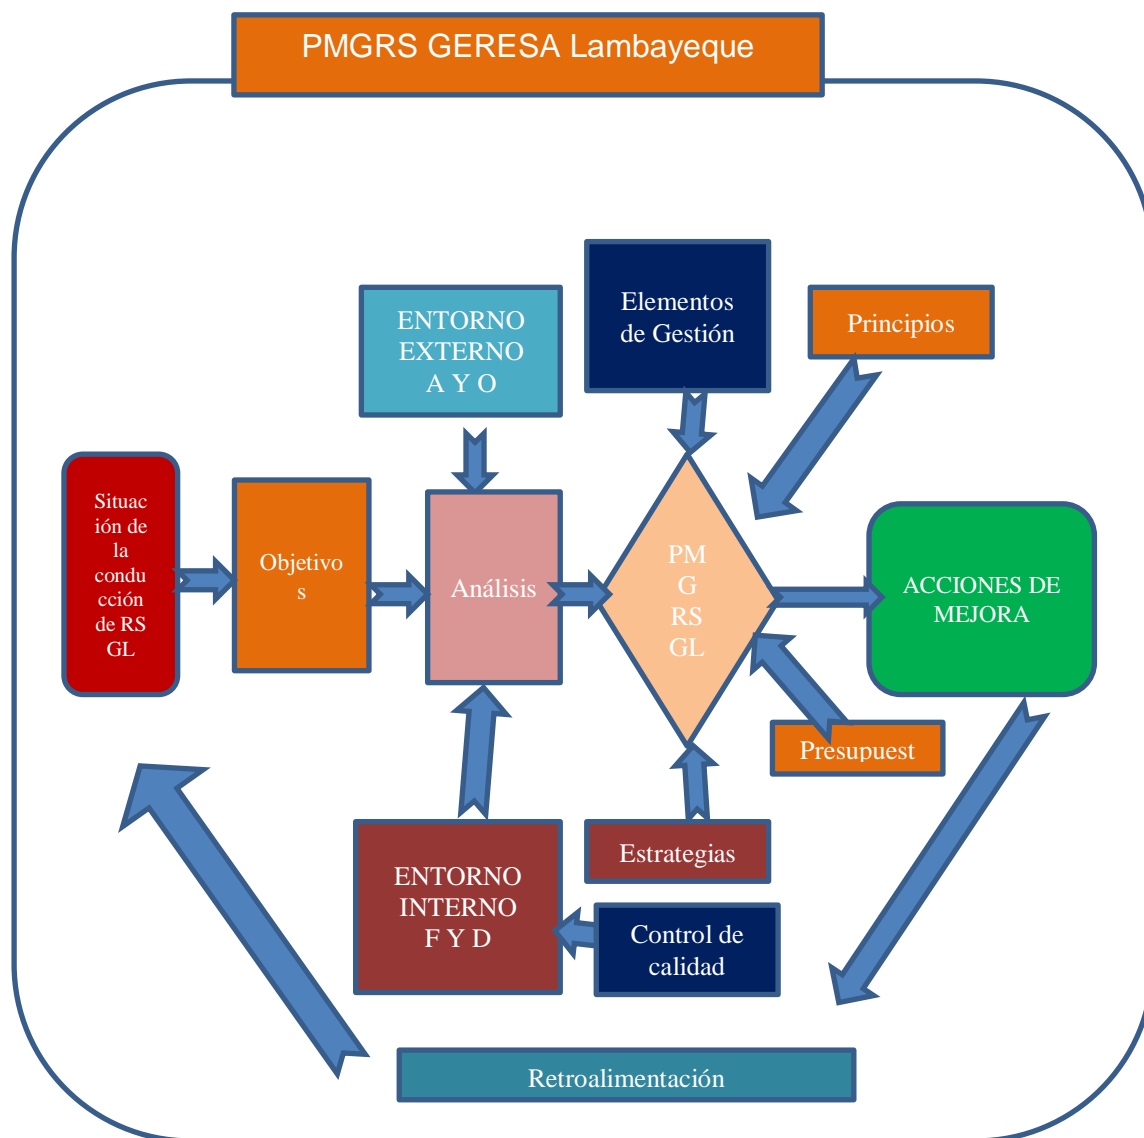 PMGRS GERESA Lambayeque
Elementos
de Gestión
Principios
ENTORNO
EXTERNO
A Y O
Situac
ión de
la
condu
cción
de RS
GL
Objetivo
s
Análisis
PM
G
RS
GL
ACCIONES DE
MEJORA
Presupuest
Estrategias
ENTORNO
INTERNO
F Y D
Control de
calidad
Retroalimentación